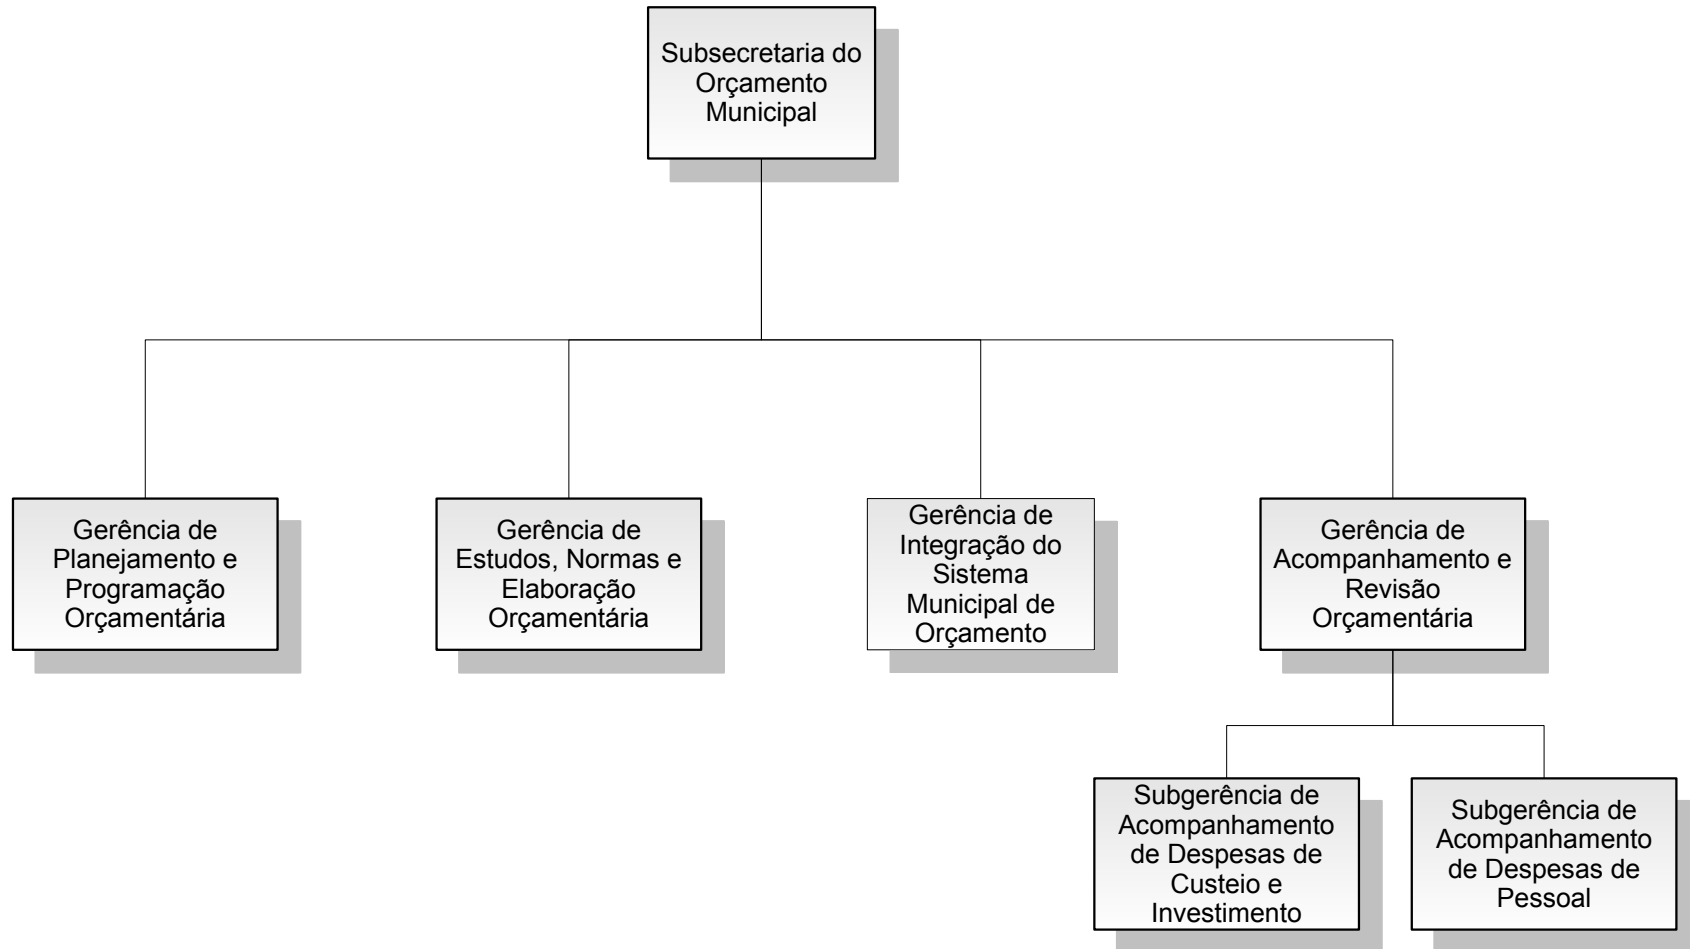 Subsecretaria do
Orçamento
Municipal
Gerência de
Planejamento e
Programação
Orçamentária
Gerência de
Estudos, Normas e
Elaboração
Orçamentária
Gerência de
Integração do
Sistema
Municipal de
Orçamento
Gerência de
Acompanhamento e
Revisão
Orçamentária
Subgerência de
Acompanhamento
de Despesas de
Custeio e
Investimento
Subgerência de
Acompanhamento
de Despesas de
Pessoal